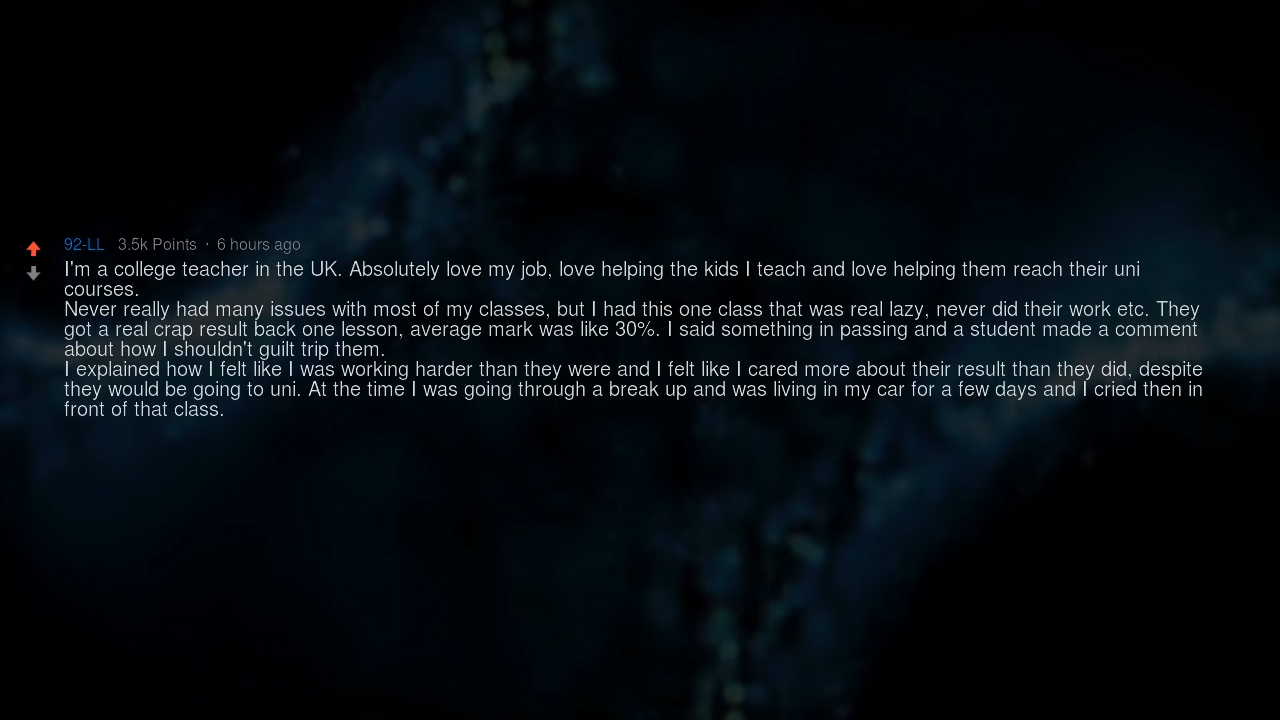 92-LL 3.5k Points · 6 hours ago
I'm a college teacher in the UK. Absolutely love my job, love helping the kids I teach and love helping them reach their uni
courses.
Never really had many issues with most of my classes, but I had this one class that was real lazy, never did their work etc. They
got a real crap result back one lesson, average mark was like 30%. I said something in passing and a student made a comment
about how I shouldn't guilt trip them.
I explained how I felt like I was working harder than they were and I felt like I cared more about their result than they did, despite
they would be going to uni. At the time I was going through a break up and was living in my car for a few days and I cried then in
front of that class.